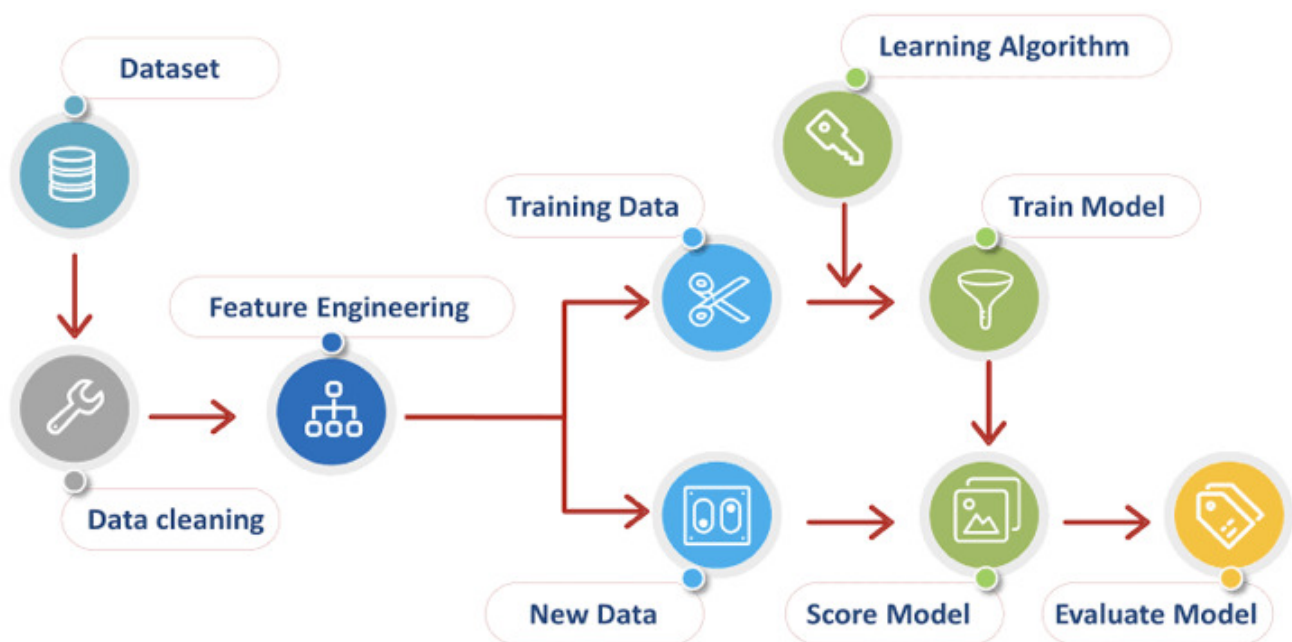 Dataset
Learning Algorithm
Training Data
Train Model
Feature Engineering
Data cleaning
New Data
Score Model
Evaluate Model